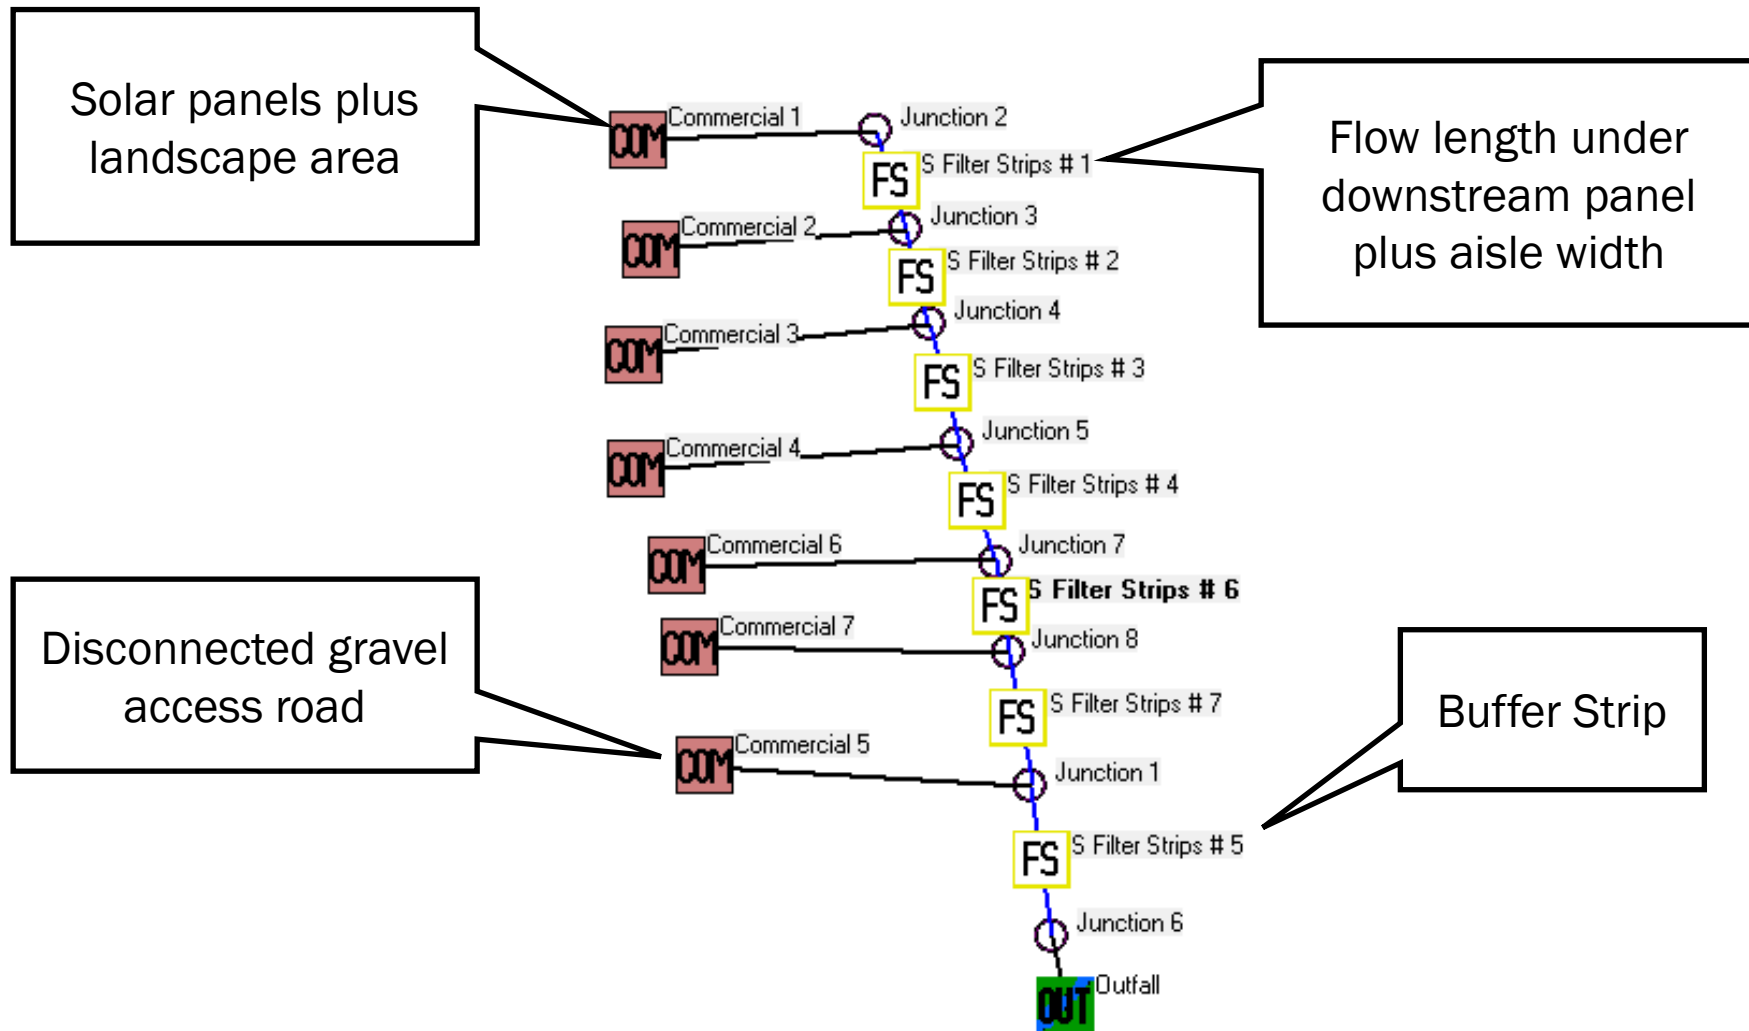 Solar panels plus
landscape area
COM
Commercial 1
Junction 2
FS
S Filter Strips # 1
Flow length under
downstream panel
plus aisle width
COM
Commercial 2
Junction 3
FS
S Filter Strips # 2
COM
Commercial 3
Junction 4
FS
S Filter Strips # 3
COM
Commercial 4
Junction 5
FS
S Filter Strips # 4
COM
Commercial 6
Junction 7
FS
S Filter Strips # 6
COM
Commercial 7
Junction 8
FS
S Filter Strips # 7
Disconnected gravel
access road
COM
Commercial 5
Junction 1
FS
S Filter Strips # 5
Buffer Strip
Junction 6
OUT
Outfall